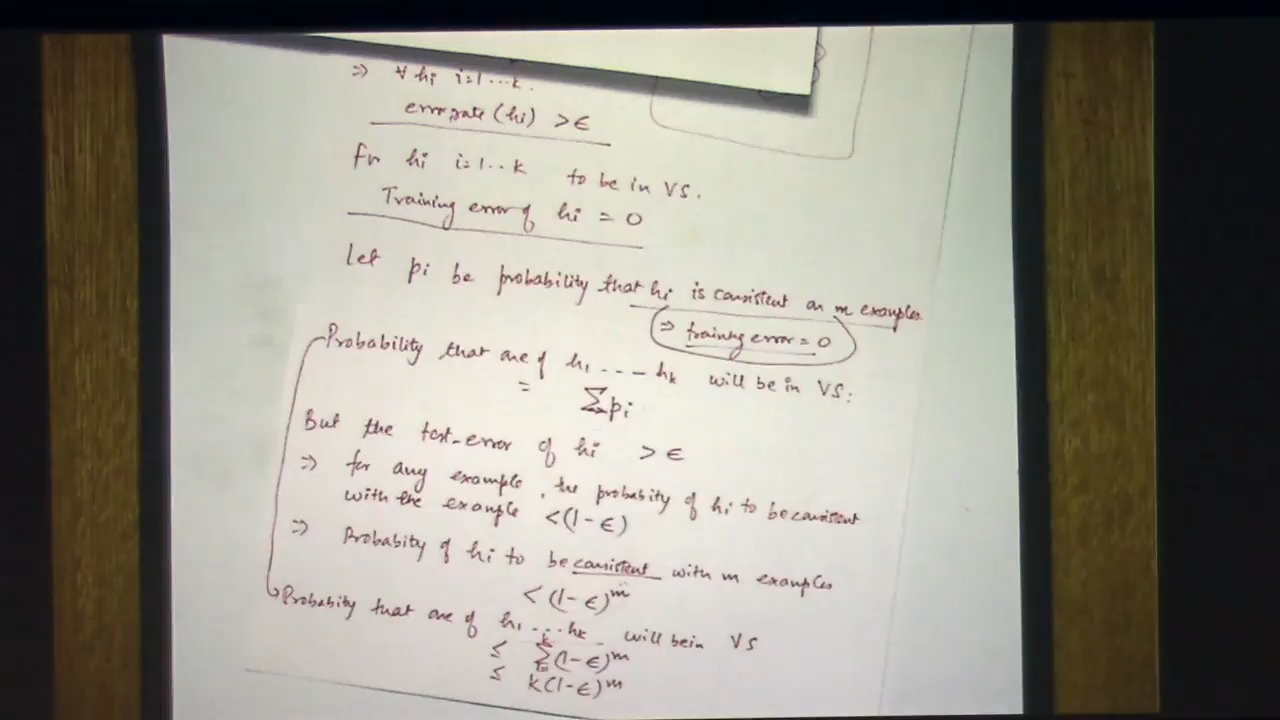 ⇒ ∀ hi i=1...k.
error rate (hi) > ϵ
For hi i=1..k to be in VS.
Training error of hi = 0
Let pi be probability that hi is consistent on m examples
⇒ training error = 0
Probability that one of h1 . . . . hk will be in VS:
= Σpi
But the test-error of hi > ϵ
⇒ for any example, the probabity of hi to be consistent
with the example < (1-ϵ)
⇒ Probabity of hi to be consistent with m examples
< (1-ϵ)^m
Probabity that one of h1 .... hk will be in VS
≤ Σ(1-ϵ)^m
≤ k(1-ϵ)^m